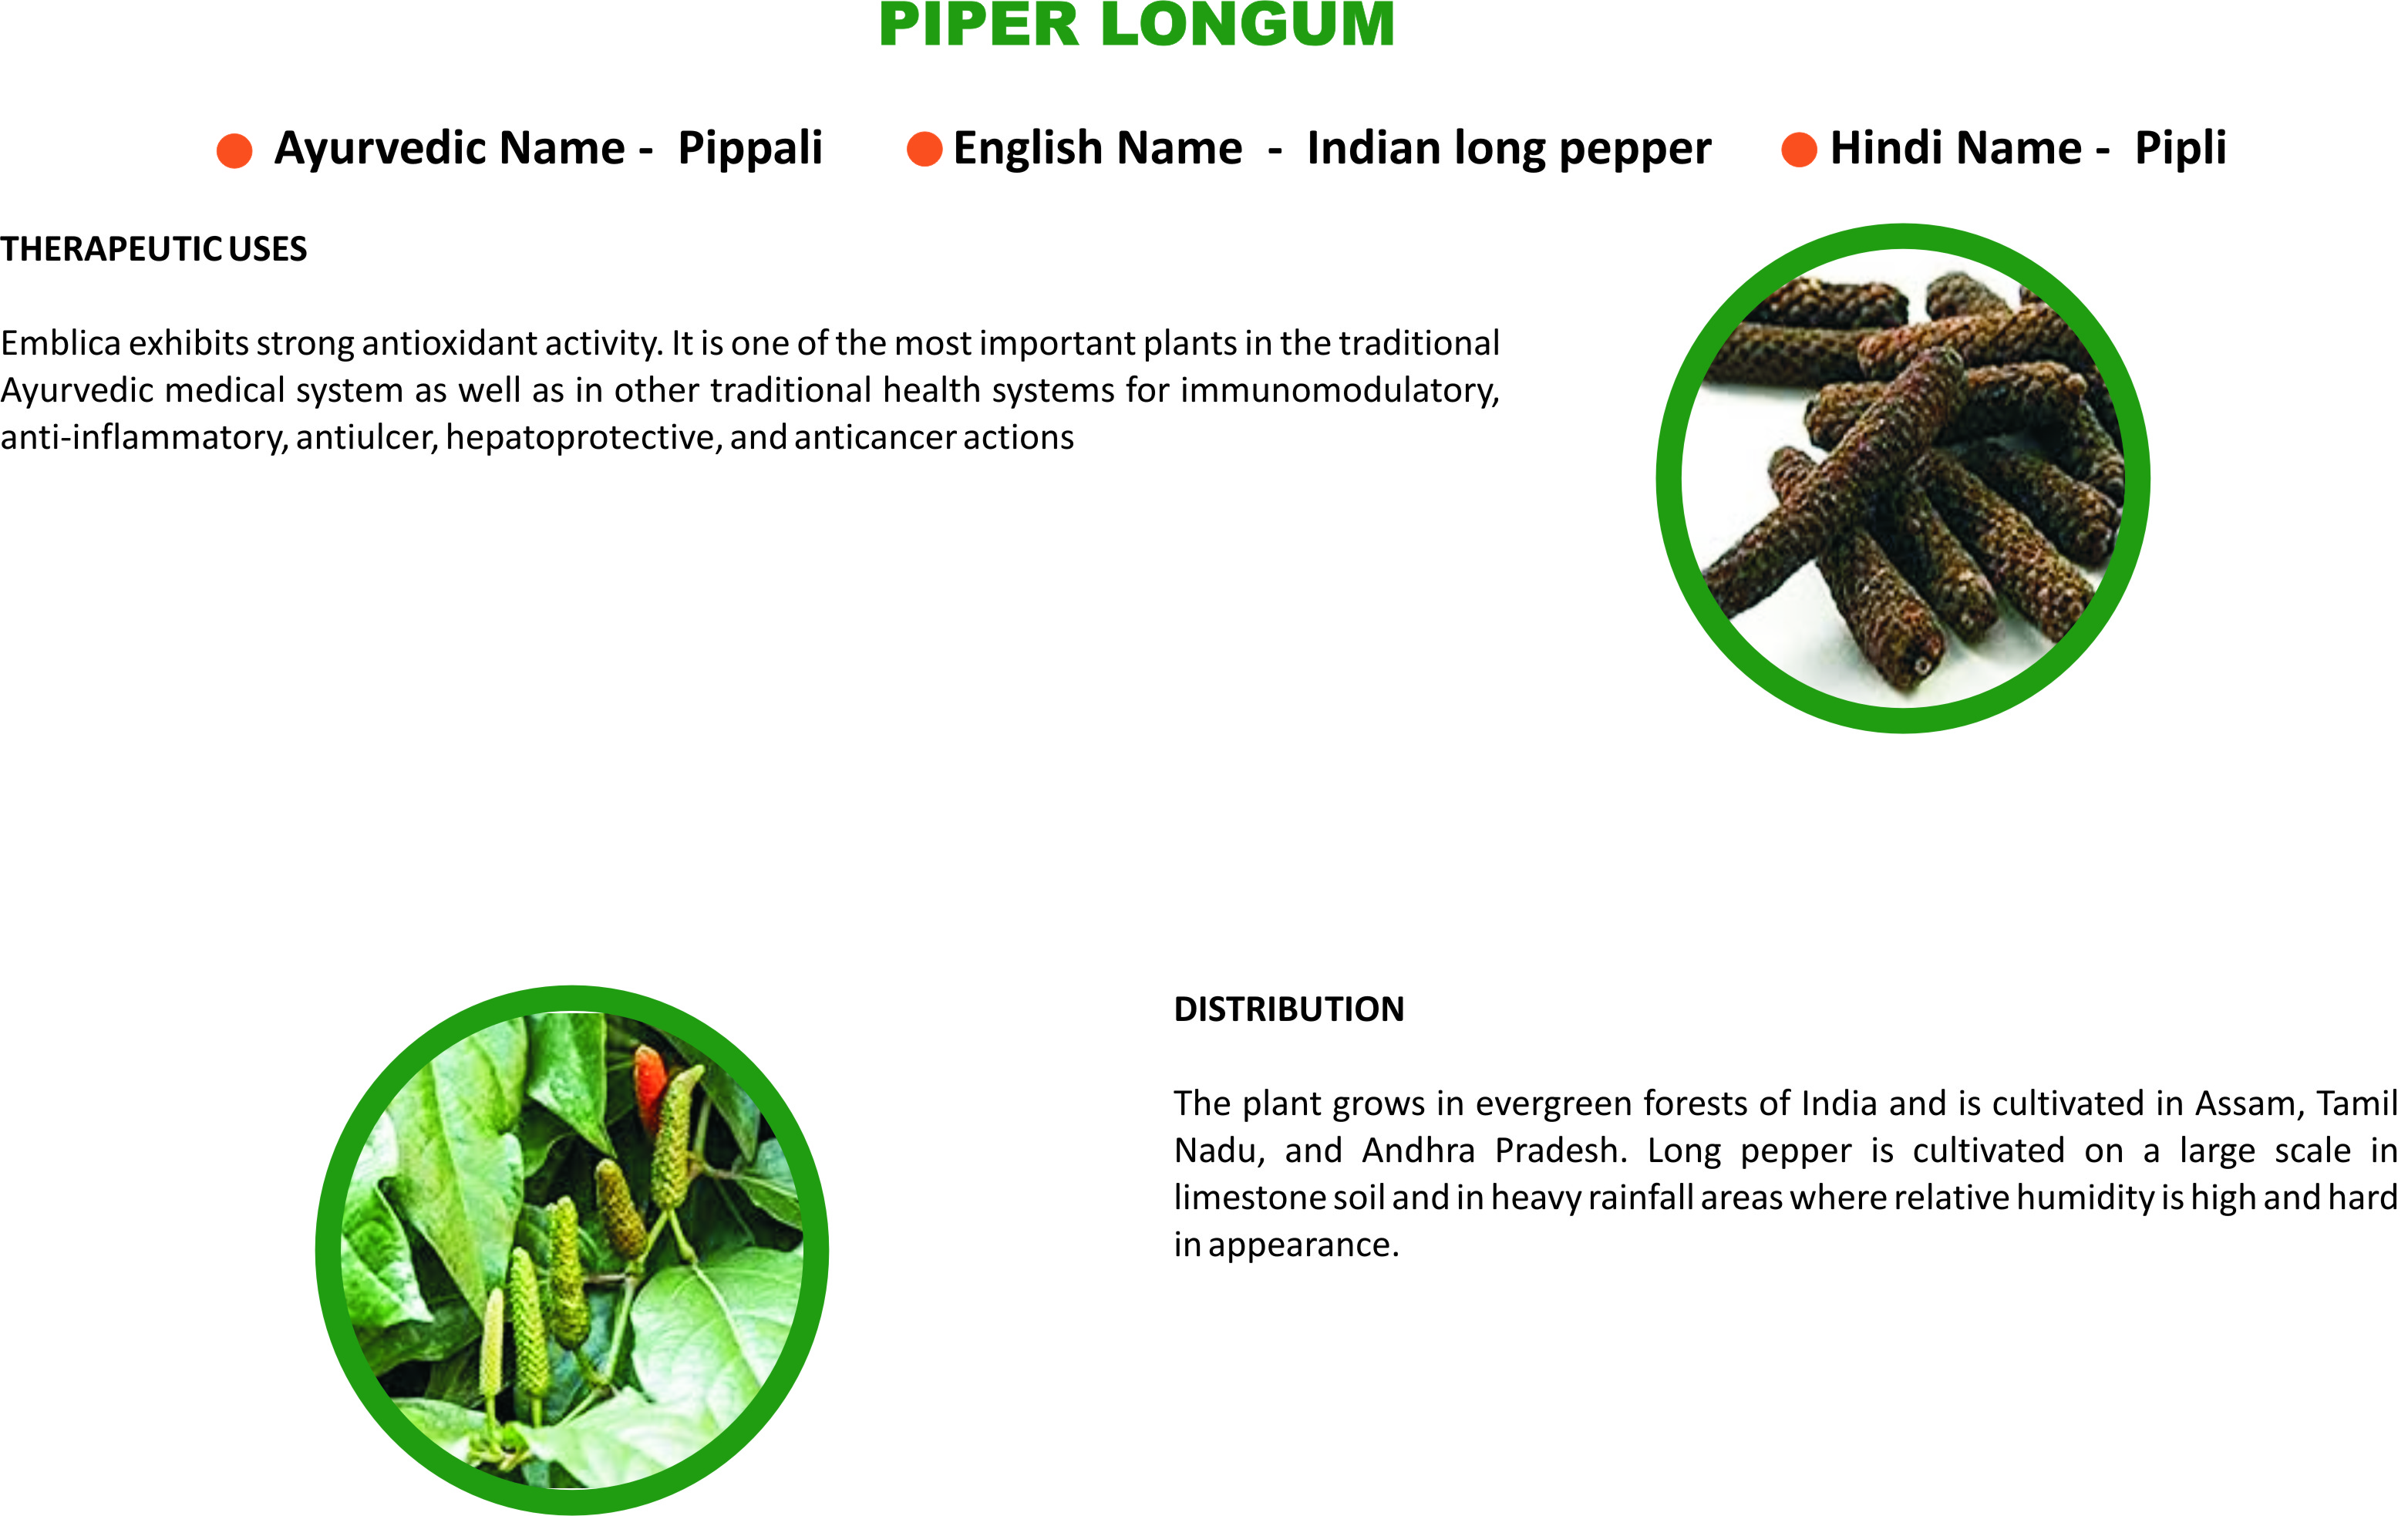 PIPER LONGUM
Ayurvedic Name - Pippali
English Name - Indian long pepper
Hindi Name - Pipli
THERAPEUTIC USES
Emblica exhibits strong antioxidant activity. It is one of the most important plants in the traditional
Ayurvedic medical system as well as in other traditional health systems for immunomodulatory,
anti-inflammatory, antiulcer, hepatoprotective, and anticancer actions
DISTRIBUTION
The plant grows in evergreen forests of India and is cultivated in Assam, Tamil
Nadu, and Andhra Pradesh. Long pepper is cultivated on a large scale in
limestone soil and in heavy rainfall areas where relative humidity is high and hard
in appearance.